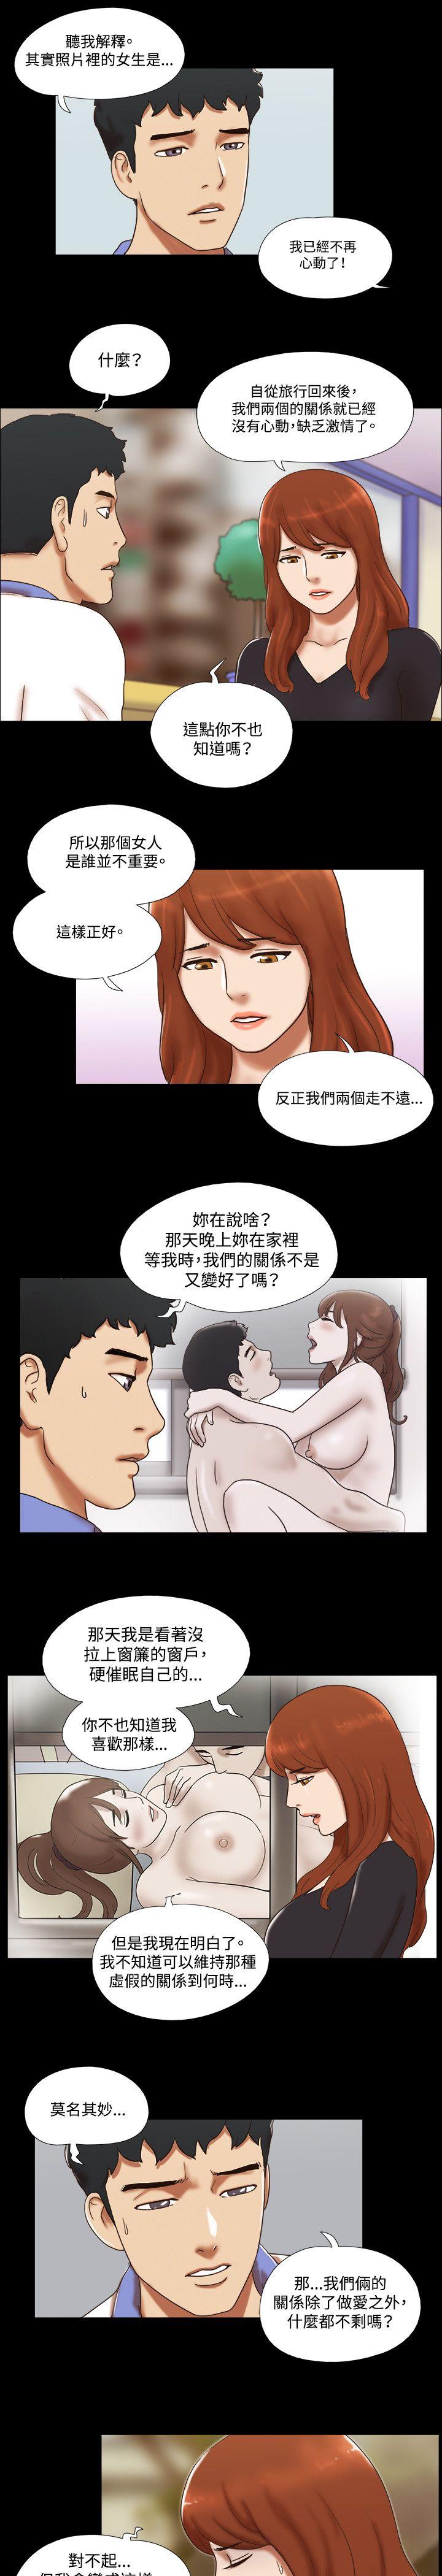 聽我解釋。
其實照片裡的女生是...
我已經不再
心動了！
什麼？
自從旅行回來後，
我們兩個的關係就已經
沒有心動，缺乏激情了。
這點你不也
知道嗎？
所以那個女人
是誰並不重要。
這樣正好。
反正我們兩個走不遠...
妳在說啥？
那天晚上妳在家裡
等我時，我們的關係不是
又變好了嗎？
那天我是看著沒
拉上窗簾的窗戶，
硬催眠自己的...
你不也知道我
喜歡那樣...
但是我現在明白了。
我不知道可以維持那種
虛假的關係到何時...
莫名其妙...
那...我們倆的
關係除了做愛之外，
什麼都不剩嗎？
對不起...